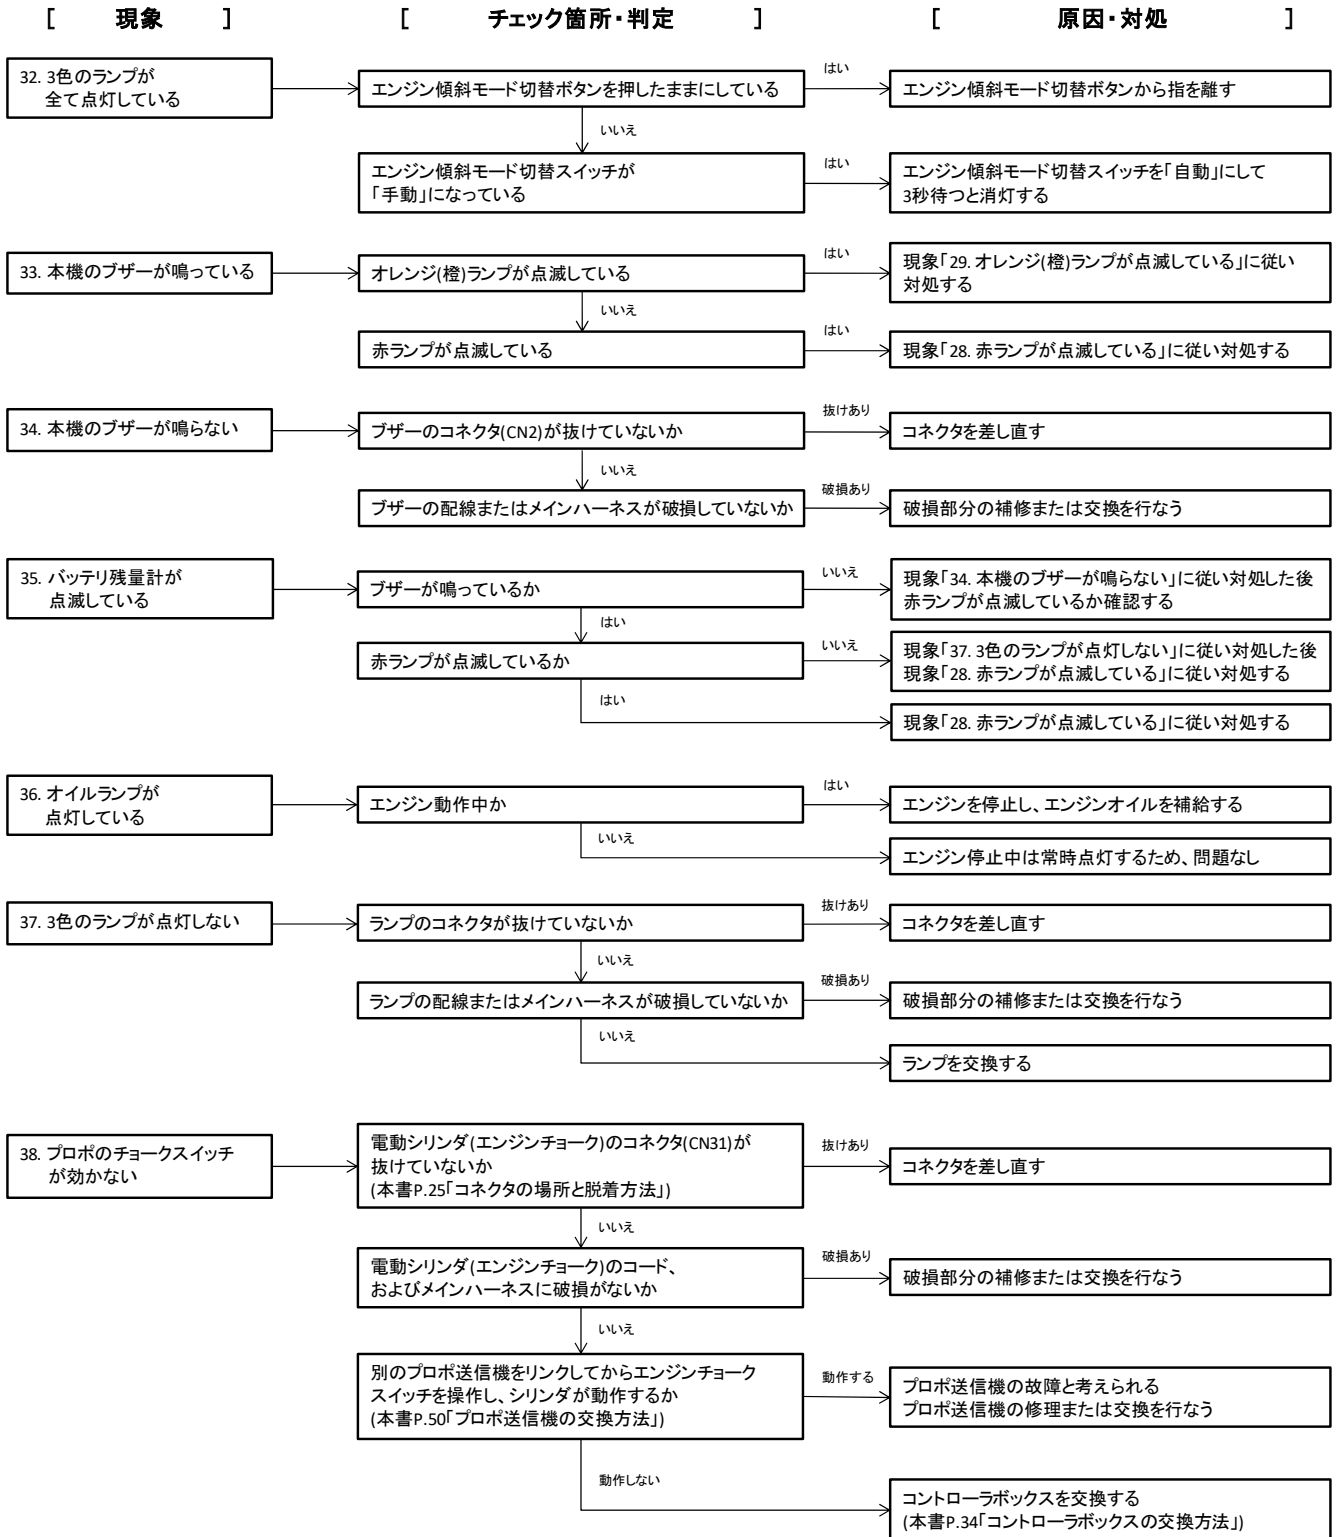 [ 現象 ] [ チェック箇所・判定 ] [ 原因・対処 ]
32. 3色のランプが
全て点灯している
エンジン傾斜モード切替ボタンを押したままにしている
はい
エンジン傾斜モード切替ボタンから指を離す
いいえ
エンジン傾斜モード切替スイッチが
「手動」になっている
はい
エンジン傾斜モード切替スイッチを「自動」にして
3秒待つと消灯する
33. 本機のブザーが鳴っている
オレンジ(橙)ランプが点滅している
はい
現象「29. オレンジ(橙)ランプが点滅している」に従い
対処する
いいえ
赤ランプが点滅している
はい
現象「28. 赤ランプが点滅している」に従い対処する
34. 本機のブザーが鳴らない
ブザーのコネクタ(CN2)が抜けていないか
抜けあり
コネクタを差し直す
いいえ
ブザーの配線またはメインハーネスが破損していないか
破損あり
破損部分の補修または交換を行なう
35. バッテリ残量計が
点滅している
ブザーが鳴っているか
いいえ
現象「34. 本機のブザーが鳴らない」に従い対処した後
赤ランプが点滅しているか確認する
はい
赤ランプが点滅しているか
いいえ
現象「37. 3色のランプが点灯しない」に従い対処した後
現象「28. 赤ランプが点滅している」に従い対処する
はい
現象「28. 赤ランプが点滅している」に従い対処する
36. オイルランプが
点灯している
エンジン動作中か
はい
エンジンを停止し、エンジンオイルを補給する
いいえ
エンジン停止中は常時点灯するため、問題なし
37. 3色のランプが点灯しない
ランプのコネクタが抜けていないか
抜けあり
コネクタを差し直す
いいえ
ランプの配線またはメインハーネスが破損していないか
破損あり
破損部分の補修または交換を行なう
いいえ
ランプを交換する
38. プロポのチョークスイッチ
が効かない
電動シリンダ(エンジンチョーク)のコネクタ(CN31)が
抜けていないか
(本書P.25「コネクタの場所と脱着方法」)
抜けあり
コネクタを差し直す
いいえ
電動シリンダ(エンジンチョーク)のコード、
およびメインハーネスに破損がないか
破損あり
破損部分の補修または交換を行なう
いいえ
別のプロポ送信機をリンクしてからエンジンチョーク
スイッチを操作し、シリンダが動作するか
(本書P.50「プロポ送信機の交換方法」)
動作する
プロポ送信機の故障と考えられる
プロポ送信機の修理または交換を行なう
動作しない
コントローラボックスを交換する
(本書P.34「コントローラボックスの交換方法」)